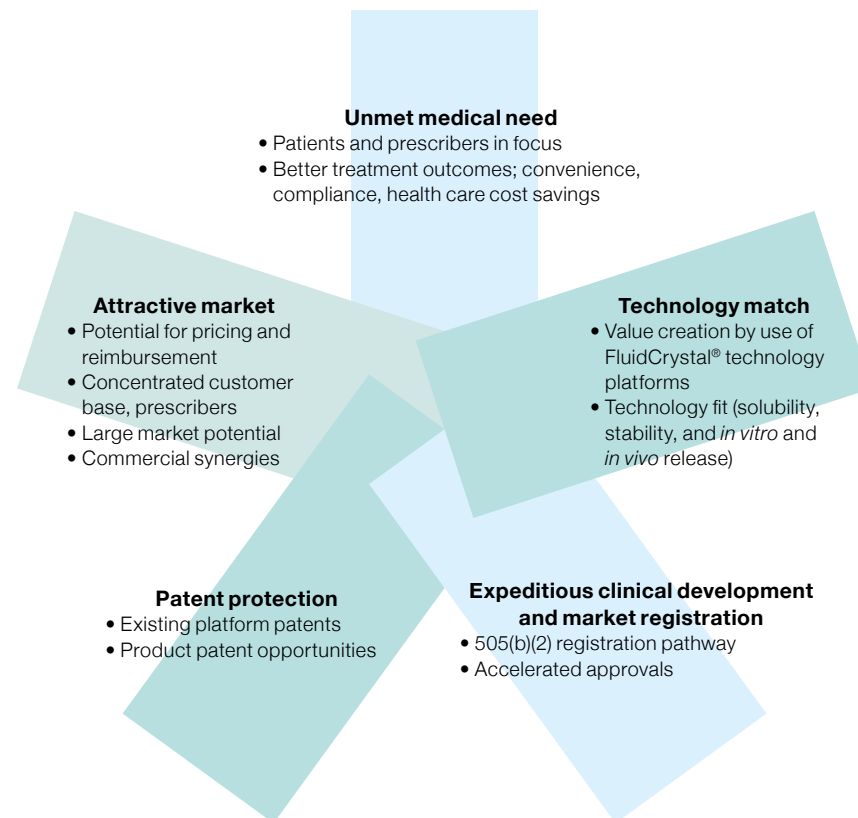 Unmet medical need
• Patients and prescribers in focus
• Better treatment outcomes; convenience,
compliance, health care cost savings
Attractive market
• Potential for pricing and
reimbursement
• Concentrated customer
base, prescribers
• Large market potential
• Commercial synergies
Technology match
• Value creation by use of
FluidCrystal® technology
platforms
• Technology fit (solubility,
stability, and in vitro and
in vivo release)
Patent protection
• Existing platform patents
• Product patent opportunities
Expeditious clinical development
and market registration
• 505(b)(2) registration pathway
• Accelerated approvals